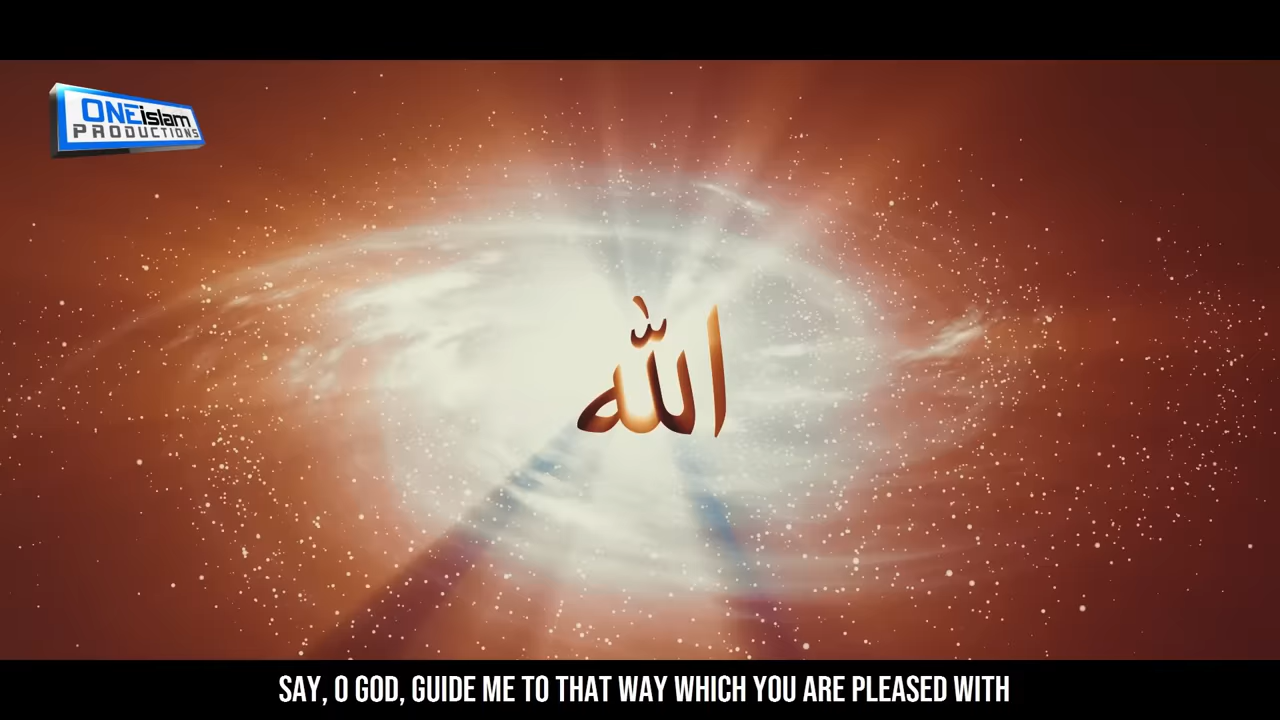 ONEislam
PRODUCTIONS
الله
SAY, O GOD, GUIDE ME TO THAT WAY WHICH YOU ARE PLEASED WITH